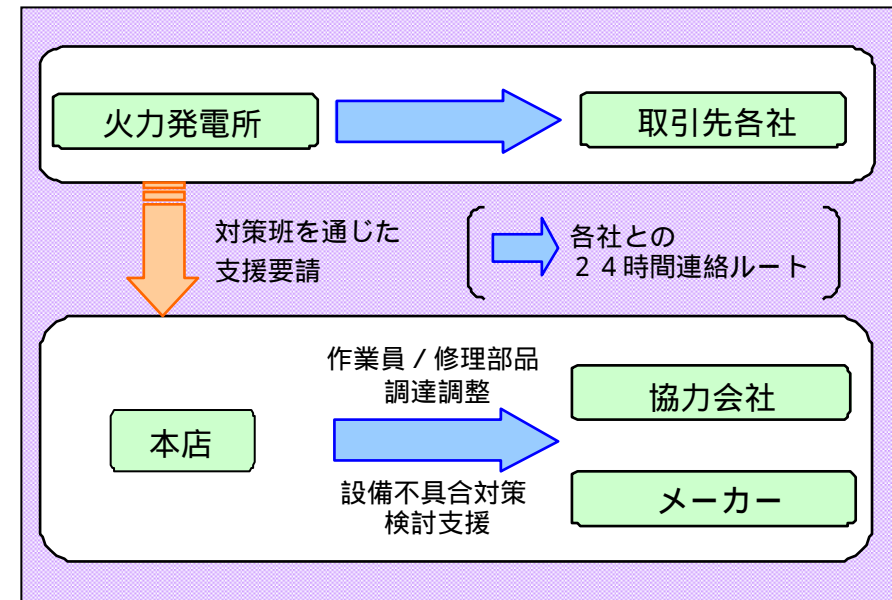 火力発電所
取引先各社
対策班を通じた
支援要請
各社との
２４時間連絡ルート
作業員 / 修理部品
調達調整
本店
協力会社
設備不具合対策
検討支援
メーカー